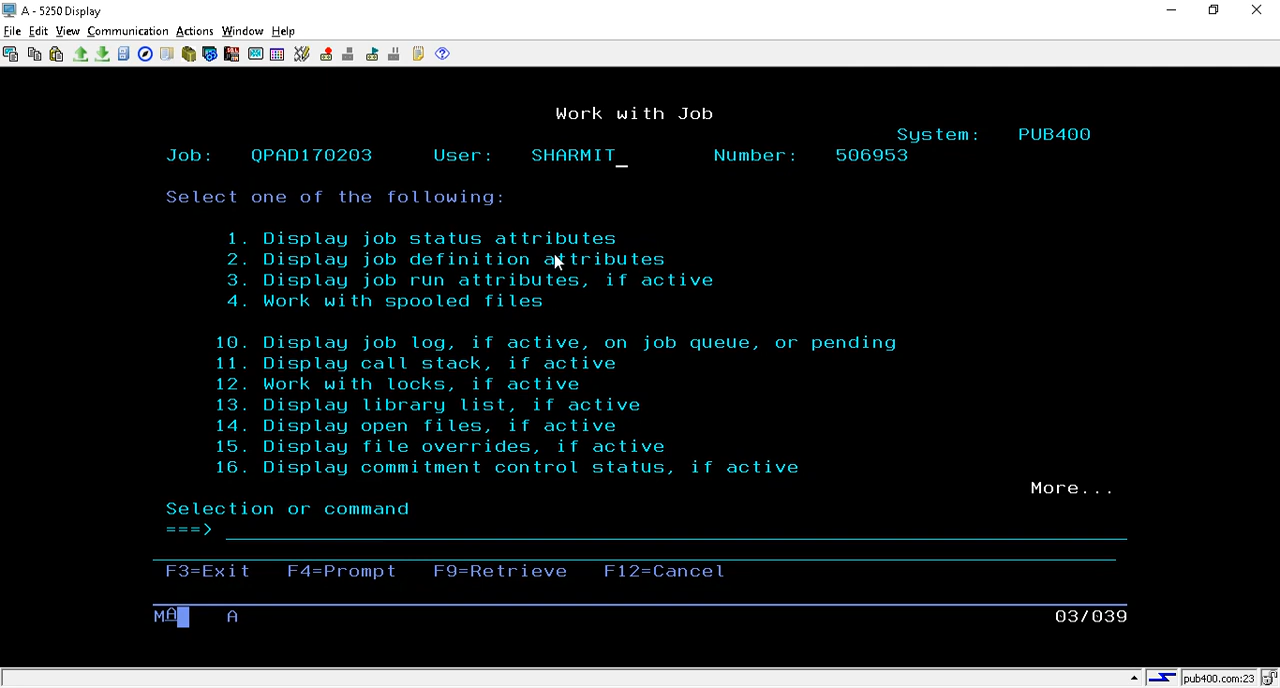 A - 5250 Display
File Edit View Communication Actions Window Help
Work with Job
System: PUB400
Job: QPAD170203 User: SHARMIT_ Number: 506953
Select one of the following:
1. Display job status attributes
2. Display job definition attributes
3. Display job run attributes, if active
4. Work with spooled files
10. Display job log, if active, on job queue, or pending
11. Display call stack, if active
12. Work with locks, if active
13. Display library list, if active
14. Display open files, if active
15. Display file overrides, if active
16. Display commitment control status, if active
More...
Selection or command
===>
F3=Exit F4=Prompt F9=Retrieve F12=Cancel
MA A 03/039
pub400.com:23